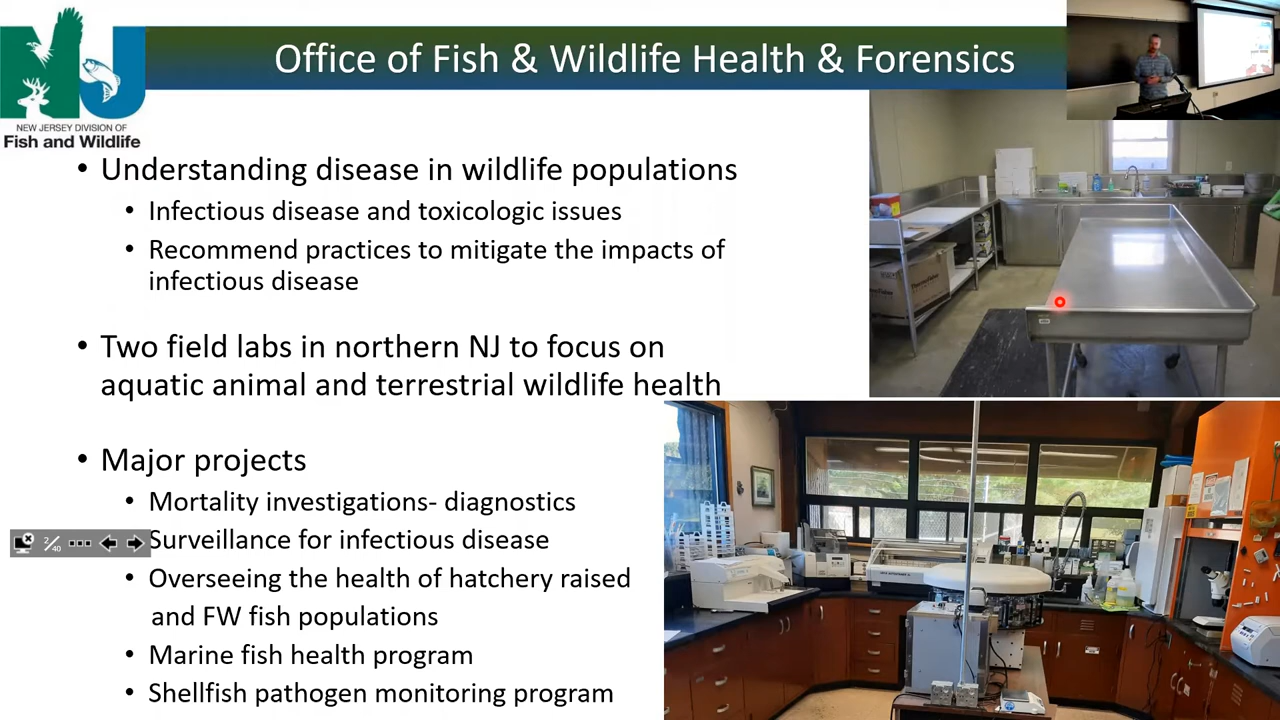 Office of Fish & Wildlife Health & Forensics
NJ
NEW JERSEY DIVISION OF
Fish and Wildlife
• Understanding disease in wildlife populations
• Infectious disease and toxicologic issues
• Recommend practices to mitigate the impacts of
infectious disease
• Two field labs in northern NJ to focus on
aquatic animal and terrestrial wildlife health
• Major projects
• Mortality investigations- diagnostics
2/40
Surveillance for infectious disease
• Overseeing the health of hatchery raised
and FW fish populations
• Marine fish health program
• Shellfish pathogen monitoring program